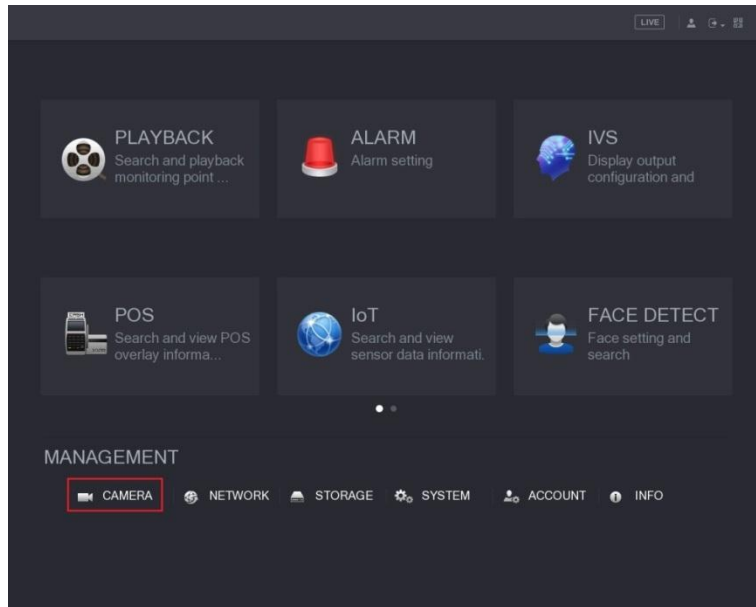 LIVE
PLAYBACK
Search and playback
monitoring point ...
ALARM
Alarm setting
IVS
Display output
configuration and
POS
Search and view POS
overlay informa...
IoT
Search and view
sensor data informati.
FACE DETECT
Face setting and
search
MANAGEMENT
CAMERA
NETWORK
STORAGE
SYSTEM
ACCOUNT
INFO